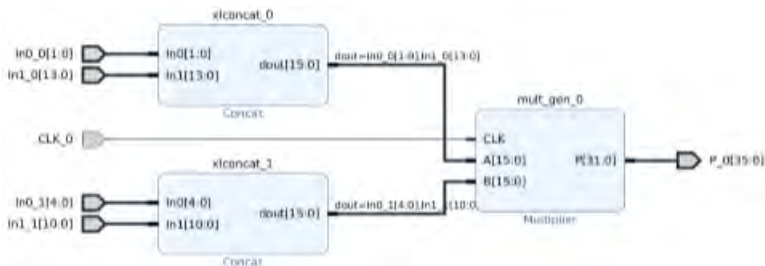 xlconcat_0
In0_0[1:0]
In1_0[13:0]
In0[1:0]
In1[13:0]
dout[15:0]
dout=In0_0[1:0],In1_0[13:0]
Concat
mult_gen_0
CLK_0
CLK
A[15:0]
B[15:0]
P[31:0]
P_0[35:0]
Multiplier
xlconcat_1
In0_1[4:0]
In1_1[10:0]
In0[4:0]
In1[10:0]
dout[15:0]
dout=In0_1[4:0],In1_1[10:0]
Concat